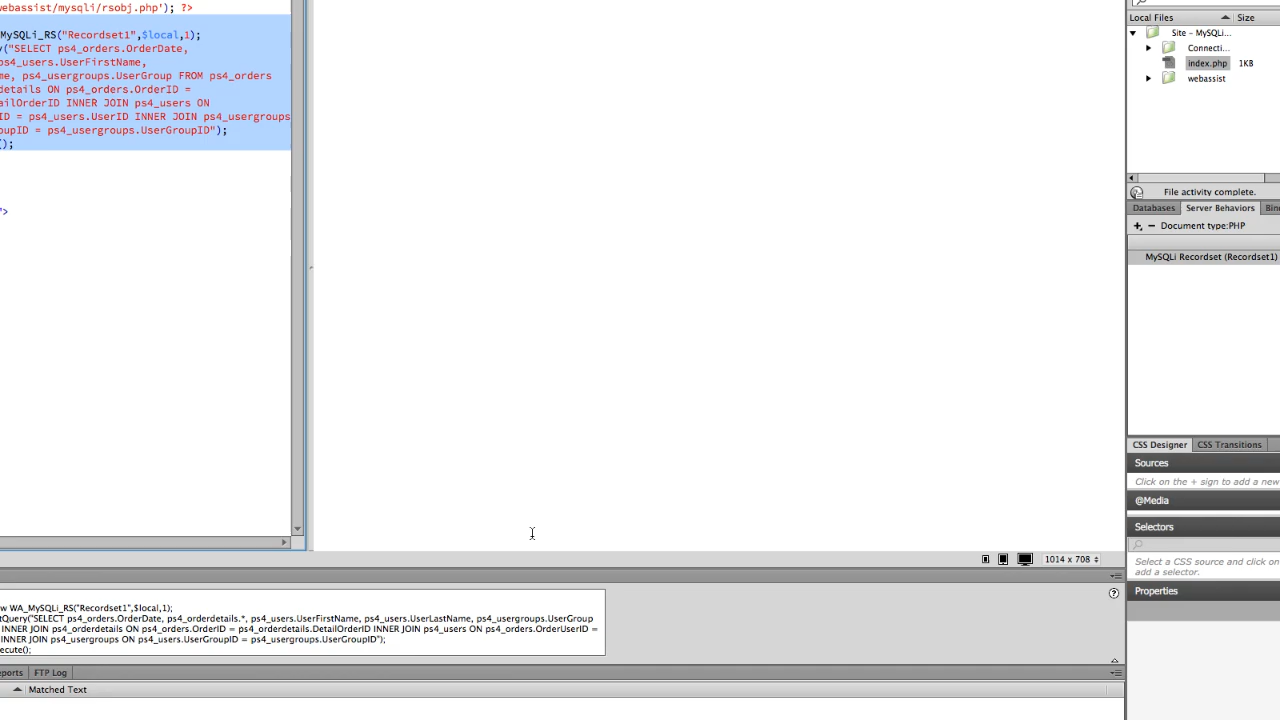 webassist/mysqli/rsobj.php'); ?>
MySQLi_RS("Recordset1",$local,1);
y("SELECT ps4_orders.OrderDate,
ps4_users.UserFirstName,
me, ps4_usergroups.UserGroup FROM ps4_orders
details ON ps4_orders.OrderID =
ailOrderID INNER JOIN ps4_users ON
ID = ps4_users.UserID INNER JOIN ps4_usergroups
oupID = ps4_usergroups.UserGroupID");
();
">
Local Files
Size
Site - MySQLi...
Connecti...
index.php
1KB
webassist
File activity complete.
Databases
Server Behaviors
Bin
+ − Document type:PHP
MySQLi Recordset (Recordset1)
CSS Designer
CSS Transitions
Sources
Click on the + sign to add a new
@Media
Selectors
Select a CSS source and click on
add a selector.
Properties
1014 x 708
w WA_MySQLi_RS("Recordset1",$local,1);
tQuery("SELECT ps4_orders.OrderDate, ps4_orderdetails.*, ps4_users.UserFirstName, ps4_users.UserLastName, ps4_usergroups.UserGroup
INNER JOIN ps4_orderdetails ON ps4_orders.OrderID = ps4_orderdetails.DetailOrderID INNER JOIN ps4_users ON ps4_orders.OrderUserID =
INNER JOIN ps4_usergroups ON ps4_users.UserGroupID = ps4_usergroups.UserGroupID");
ecute();
eports
FTP Log
Matched Text